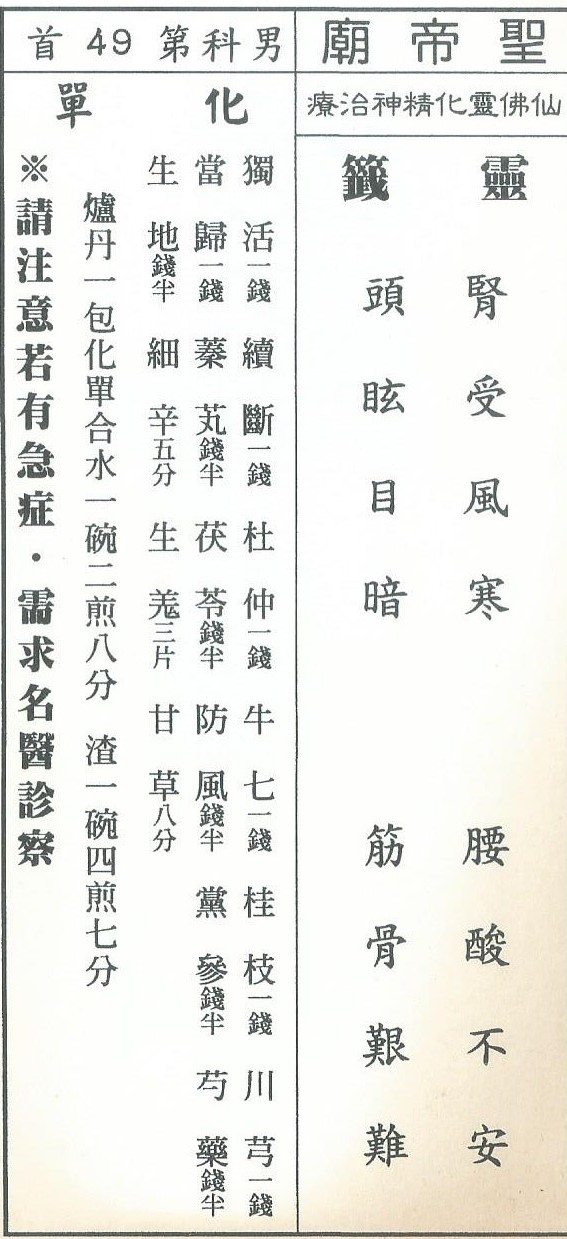 聖帝廟
仙佛靈化精神治療
靈籤
腎受風寒 腰酸不安
頭眩目暗 筋骨艱難
男科第49首
化單
獨活一錢 續斷一錢 杜仲一錢 牛七一錢 桂枝一錢 川芎一錢
當歸一錢 蓁艽錢半 茯苓錢半 防風錢半 黨參錢半 芍藥錢半
生地錢半 細辛五分 生羗三片 甘草八分
爐丹一包化單合水一碗二煎八分 渣一碗四煎七分
※請注意若有急症·需求名醫診察